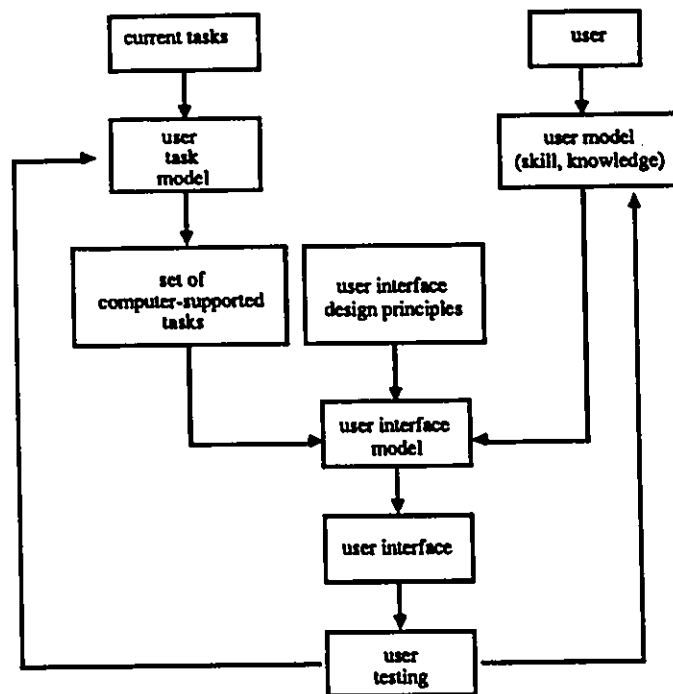 current tasks
user
user
task
model
user model
(skill, knowledge)
set of
computer-supported
tasks
user interface
design principles
user interface
model
user interface
user
testing